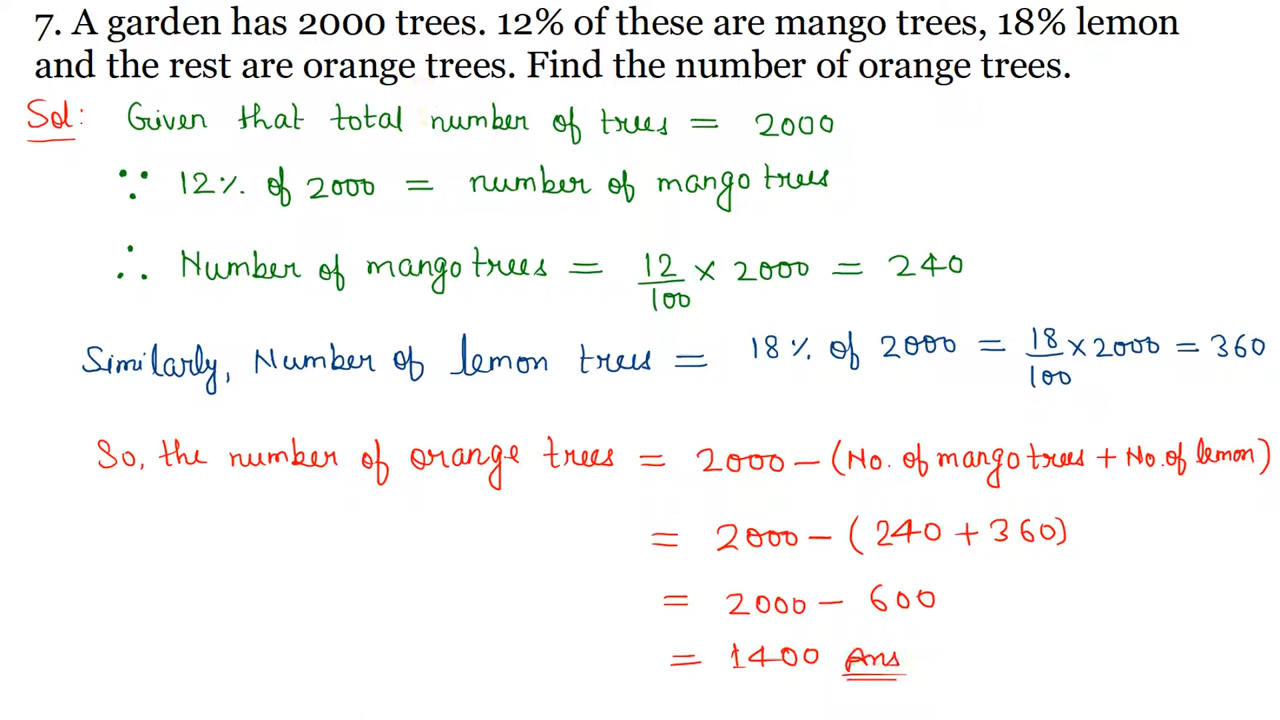 7. A garden has 2000 trees. 12% of these are mango trees, 18% lemon
and the rest are orange trees. Find the number of orange trees.
Sol: Given that total number of trees = 2000
∵ 12% of 2000 = number of mango trees
∴ Number of mango trees = 12/100 × 2000 = 240
Similarly, Number of lemon trees = 18% of 2000 = 18/100 × 2000 = 360
So, the number of orange trees = 2000 - (No. of mango trees + No. of lemon)
= 2000 - (240 + 360)
= 2000 - 600
= 1400 Ans